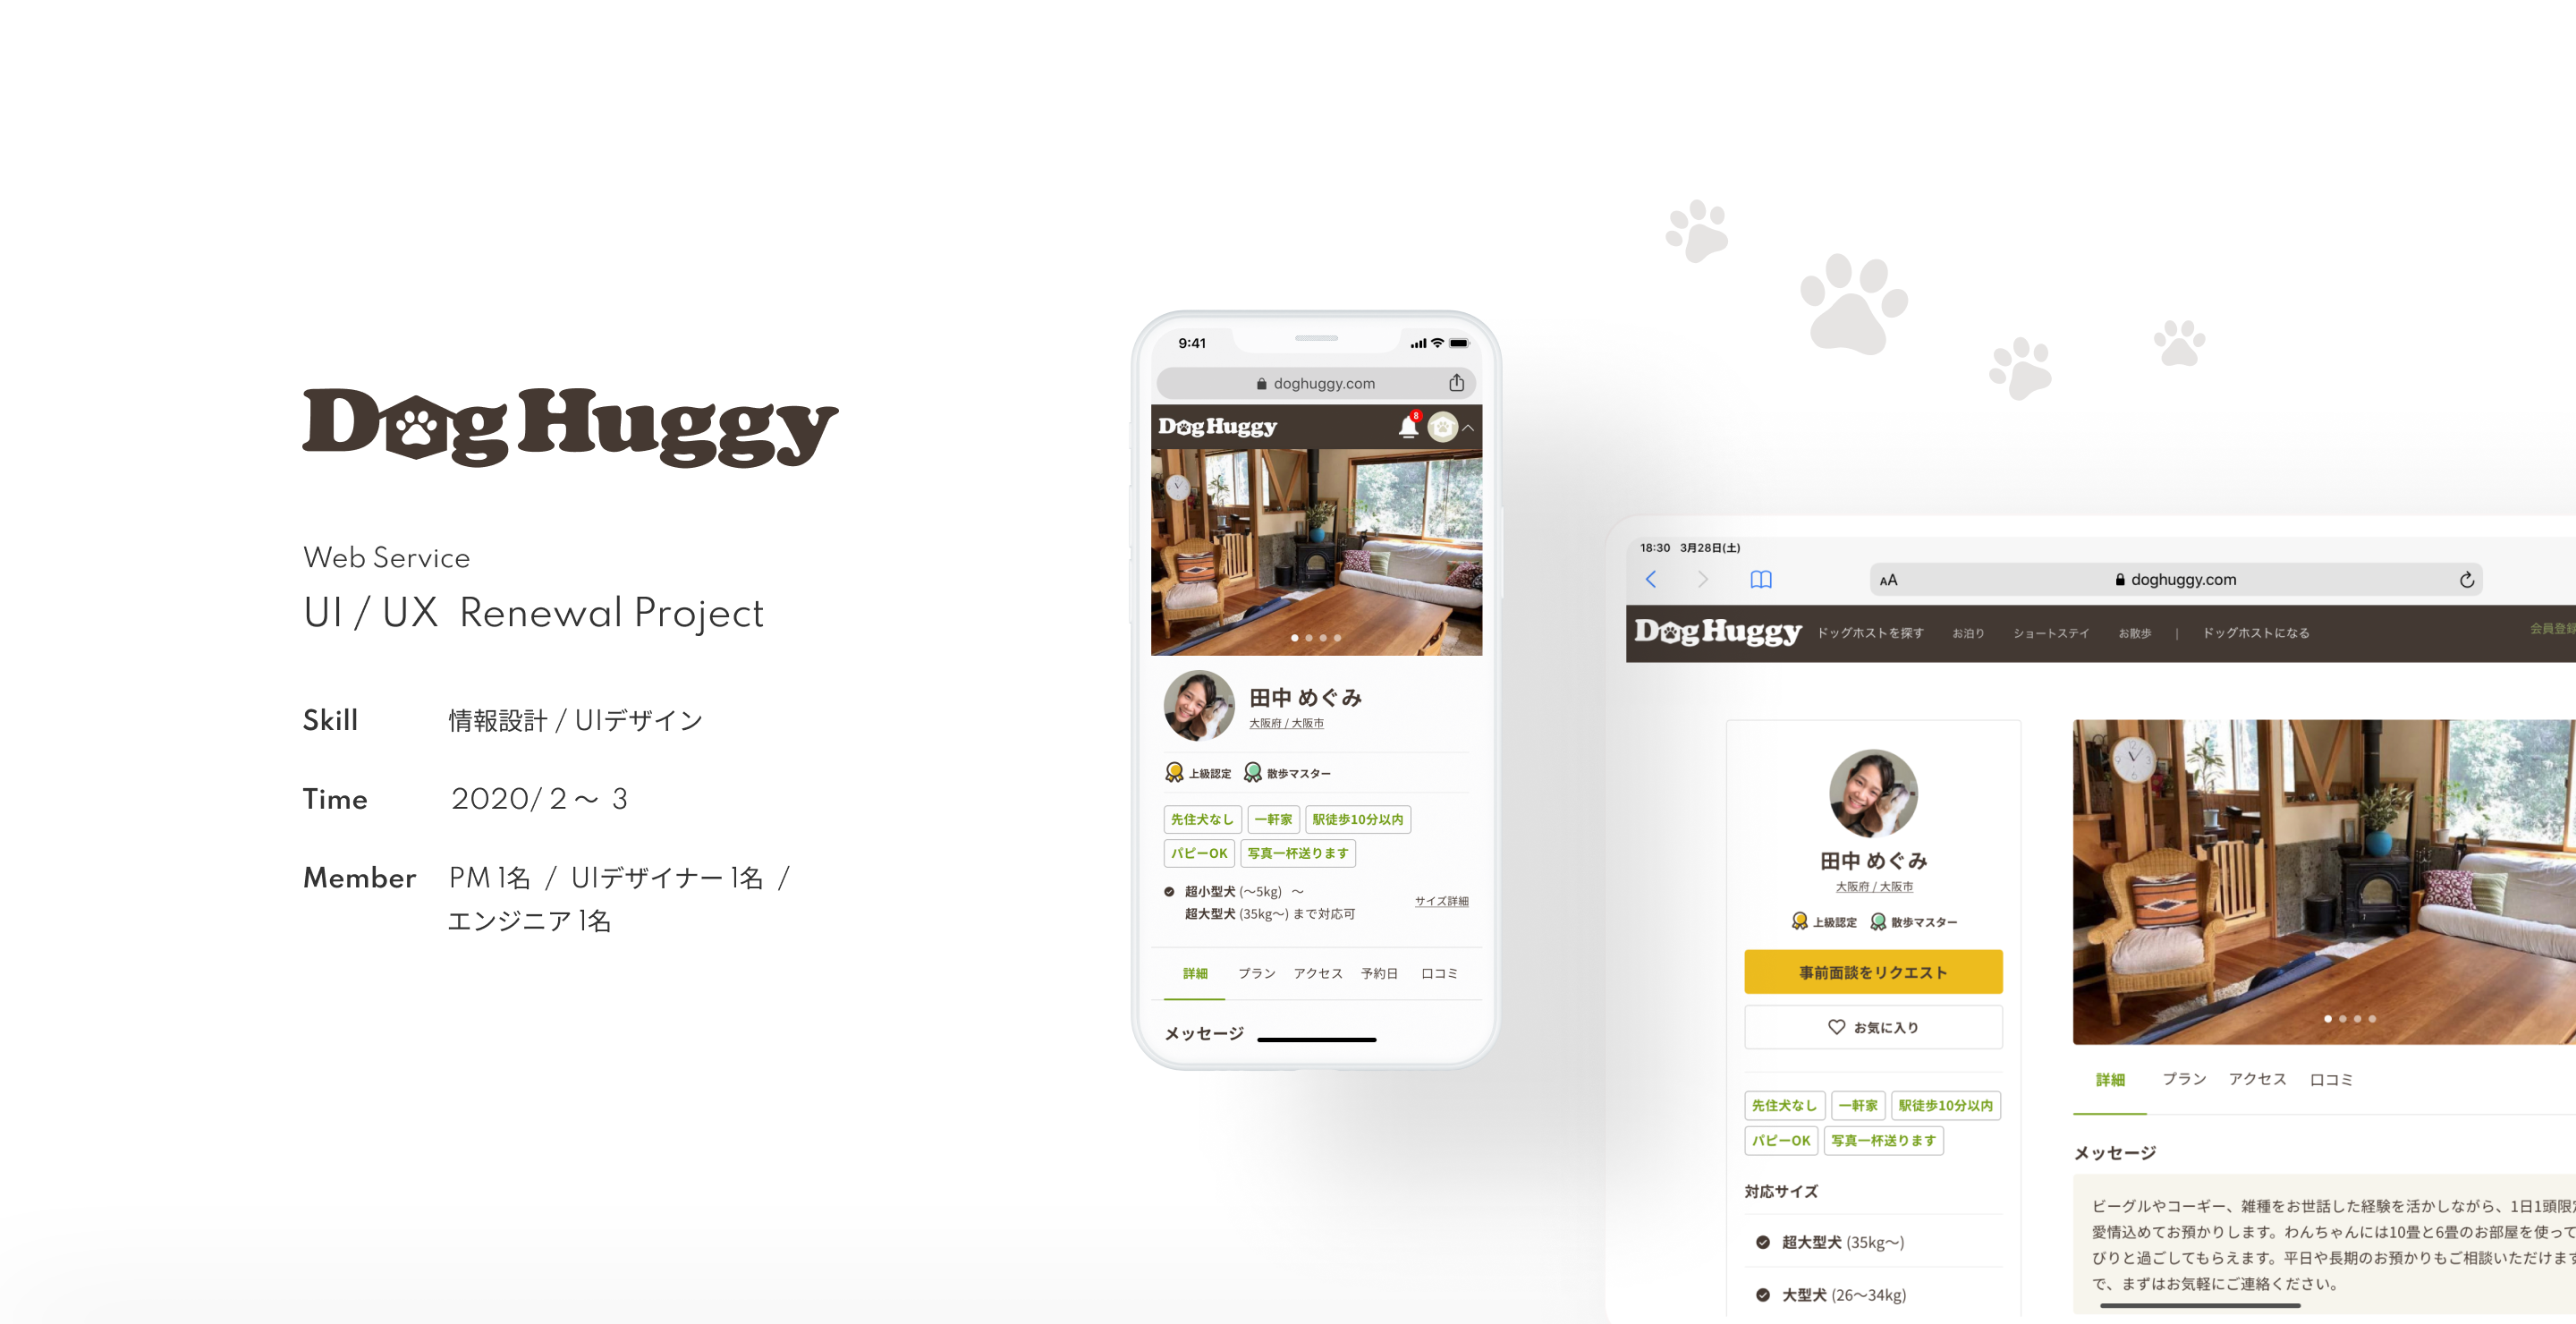 DogHuggy
Web Service
UI / UX Renewal Project
Skill 情報設計 / UIデザイン
Time 2020/ 2 〜 3
Member PM 1名 / UIデザイナー 1名 /
エンジニア 1名
9:41
doghuggy.com
DogHuggy 8
田中 めぐみ
大阪府 / 大阪市
上級認定 散歩マスター
先住犬なし 一軒家 駅徒歩10分以内
パピーOK 写真一杯送ります
超小型犬 (〜5kg) 〜
超大型犬 (35kg〜) まで対応可
サイズ詳細
詳細 プラン アクセス 予約日 口コミ
メッセージ
18:30 3月28日(土)
AA doghuggy.com
DogHuggy ドッグホストを探す お泊り ショートステイ お散歩 | ドッグホストになる 会員登録
田中 めぐみ
大阪府 / 大阪市
上級認定 散歩マスター
事前面談をリクエスト
お気に入り
先住犬なし 一軒家 駅徒歩10分以内
パピーOK 写真一杯送ります
対応サイズ
超大型犬 (35kg〜)
大型犬 (26〜34kg)
詳細 プラン アクセス 口コミ
メッセージ
ビーグルやコーギー、雑種をお世話した経験を活かしながら、1日1頭限定
愛情込めてお預かりします。わんちゃんには10畳と6畳のお部屋を使って
びりと過ごしてもらえます。平日や長期のお預かりもご相談いただけます
で、まずはお気軽にご連絡ください。